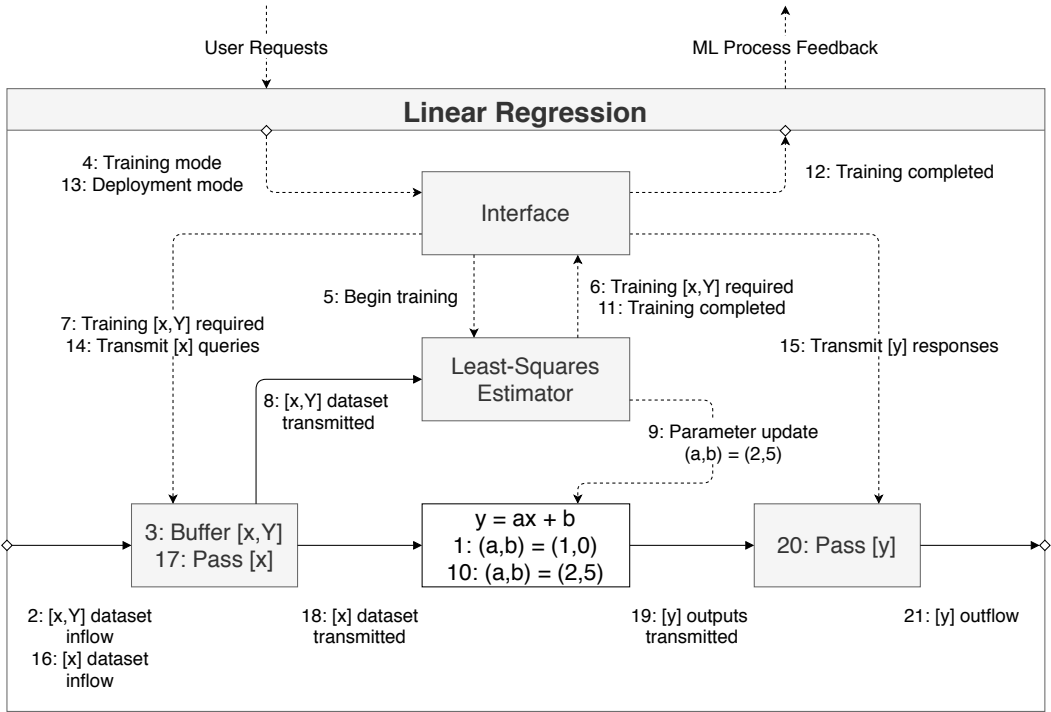 User Requests
ML Process Feedback
Linear Regression
4: Training mode
13: Deployment mode
12: Training completed
Interface
5: Begin training
6: Training [x,Y] required
11: Training completed
7: Training [x,Y] required
14: Transmit [x] queries
15: Transmit [y] responses
Least-Squares
Estimator
8: [x,Y] dataset
transmitted
9: Parameter update
(a,b) = (2,5)
3: Buffer [x,Y]
17: Pass [x]
y = ax + b
1: (a,b) = (1,0)
10: (a,b) = (2,5)
20: Pass [y]
2: [x,Y] dataset
inflow
16: [x] dataset
inflow
18: [x] dataset
transmitted
19: [y] outputs
transmitted
21: [y] outflow